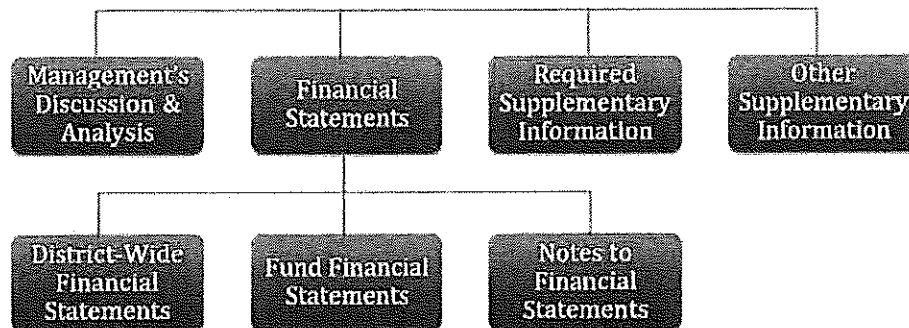 Management's
Discussion &
Analysis
Financial
Statements
Required
Supplementary
Information
Other
Supplementary
Information
District-Wide
Financial
Statements
Fund Financial
Statements
Notes to
Financial
Statements